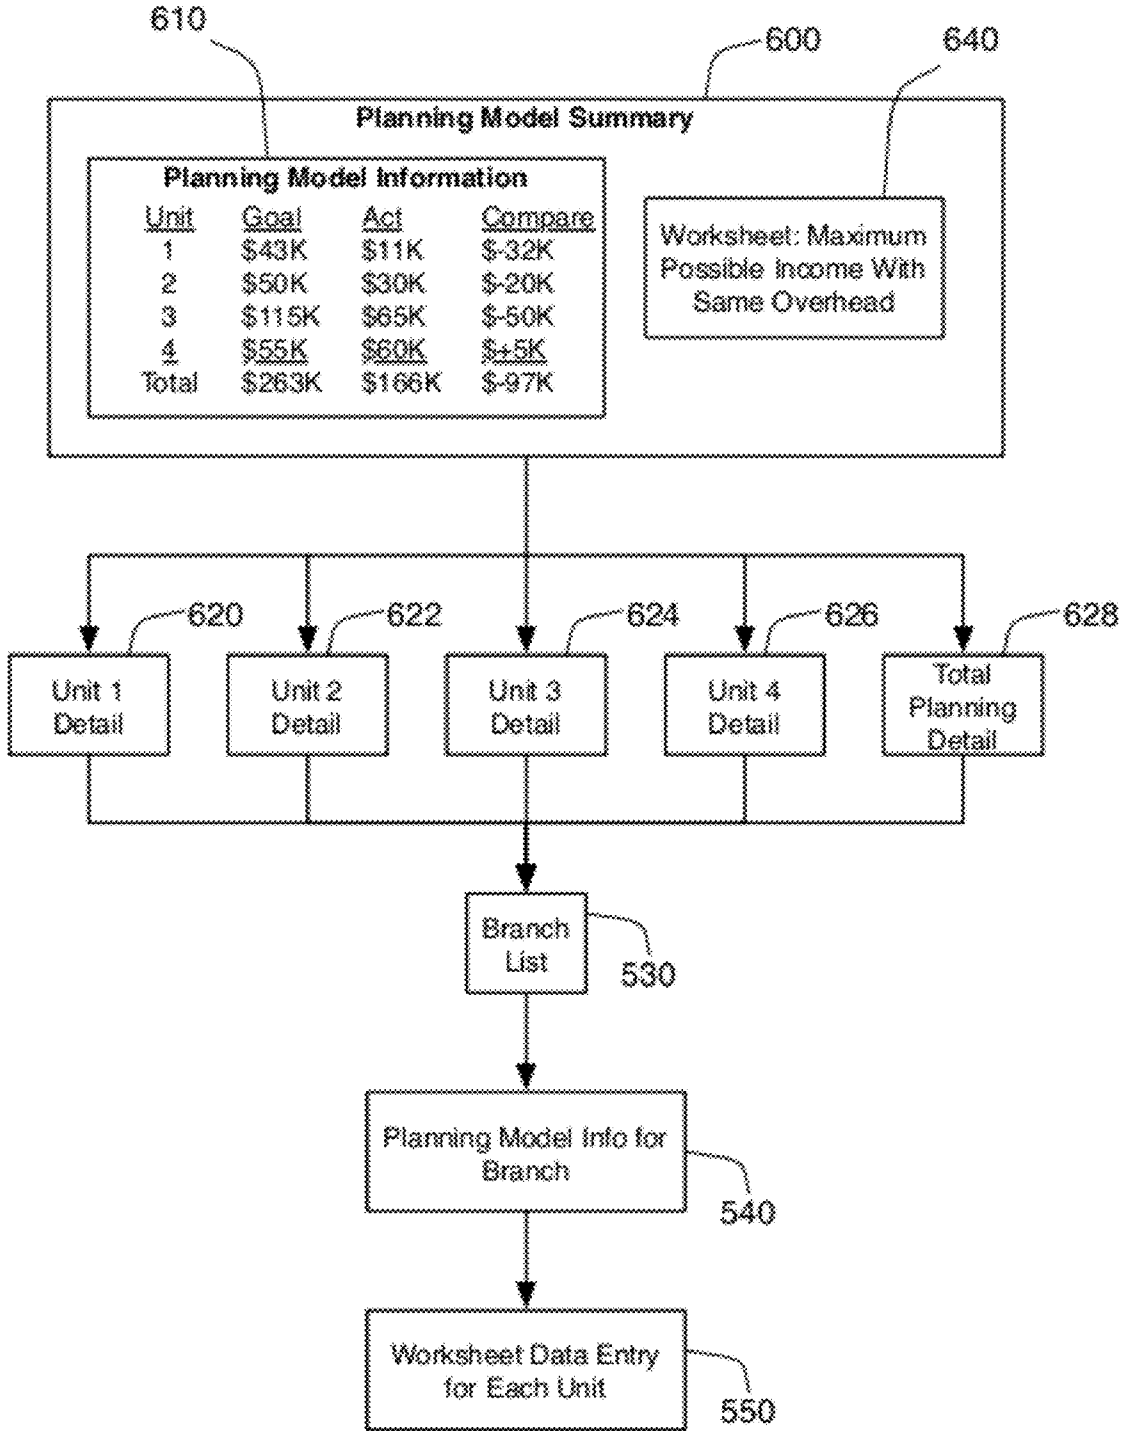 610
600
640
Planning Model Summary
Planning Model Information
Unit Goal Act Compare
1 $43K $11K $-32K
2 $50K $30K $-20K
3 $115K $65K $-50K
4 $55K $60K $+5K
Total $263K $166K $-97K
Worksheet: Maximum
Possible Income With
Same Overhead
620
622
624
626
628
Unit 1
Detail
Unit 2
Detail
Unit 3
Detail
Unit 4
Detail
Total
Planning
Detail
Branch
List
530
Planning Model Info for
Branch
540
Worksheet Data Entry
for Each Unit
550